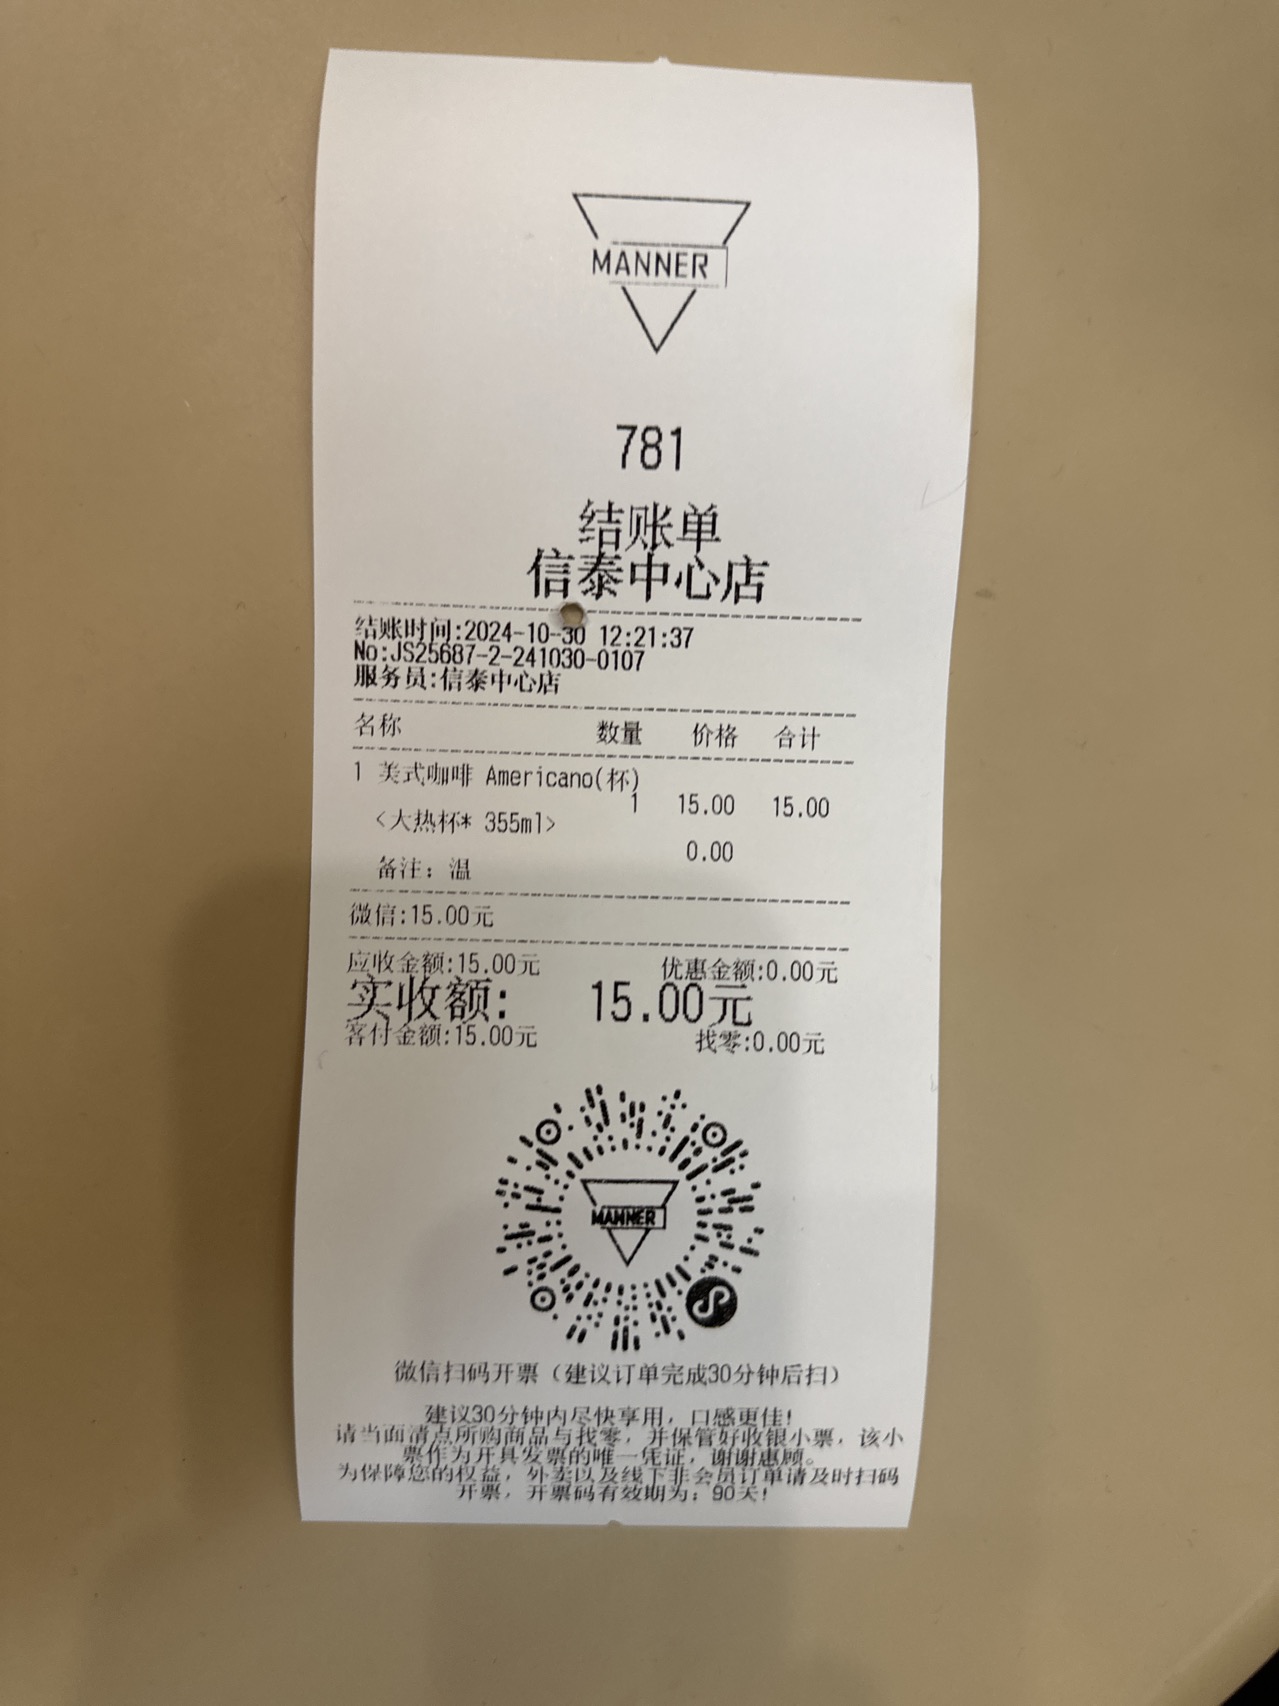 MANNER
781
结账单
信泰中心店
结账时间:2024-10-30 12:21:37
No:JS25687-2-241030-0107
服务员:信泰中心店
名称 数量 价格 合计
1 美式咖啡 Americano(杯)
1 15.00 15.00
<大热杯* 355ml>
0.00
备注：温
微信:15.00元
应收金额:15.00元 优惠金额:0.00元
实收额: 15.00元
客付金额:15.00元 找零:0.00元
MANNER
微信扫码开票（建议订单完成30分钟后扫）
建议30分钟内尽快享用，口感更佳!
请当面清点所购商品与找零，并保管好收银小票，该小
票作为开具发票的唯一凭证，谢谢惠顾。
为保障您的权益，外卖以及线下非会员订单请及时扫码
开票，开票码有效期为：90天!